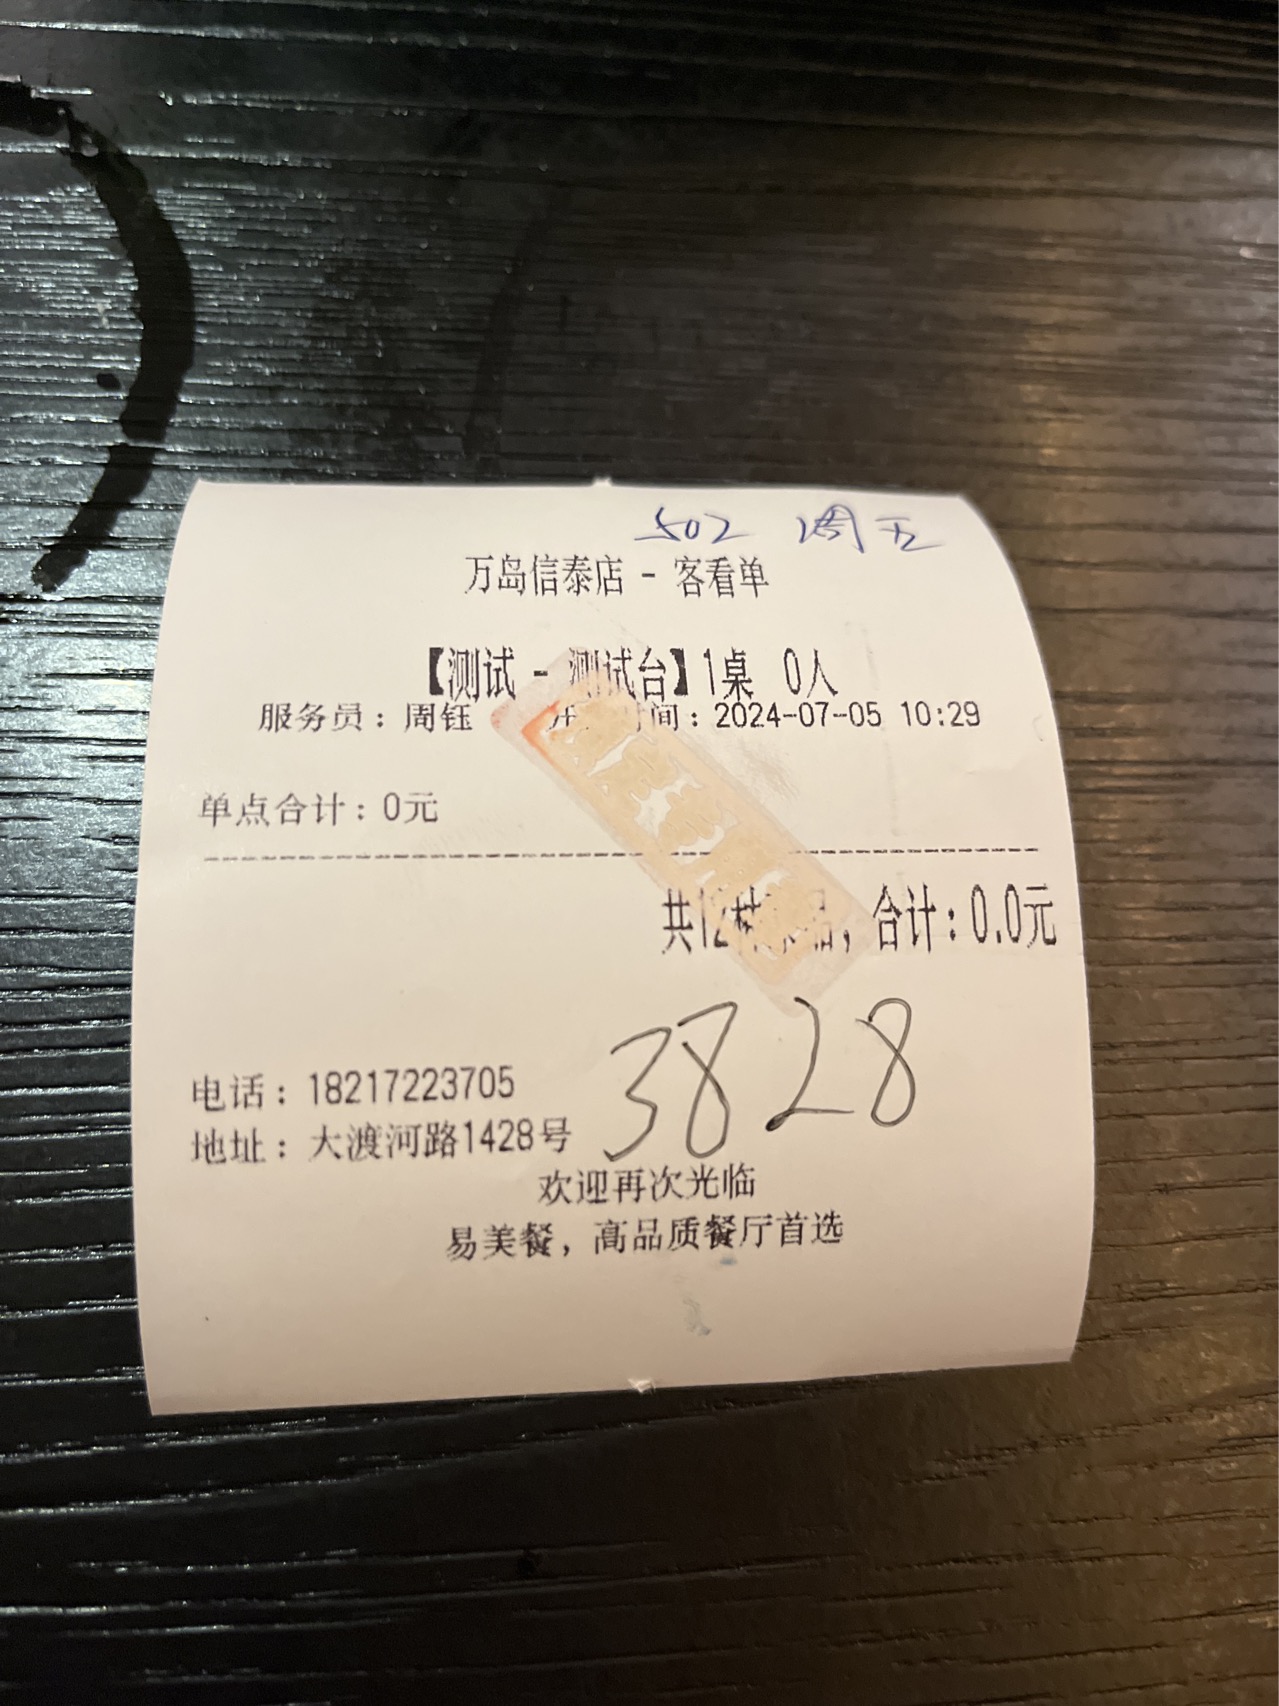 502 周五
万岛信泰店 - 客看单
【测试 - 测试台】1桌 0人
服务员：周钰 间：2024-07-05 10:29
单点合计：0元
共12 品，合计：0.0元
3828
电话：18217223705
地址：大渡河路1428号
欢迎再次光临
易美餐，高品质餐厅首选